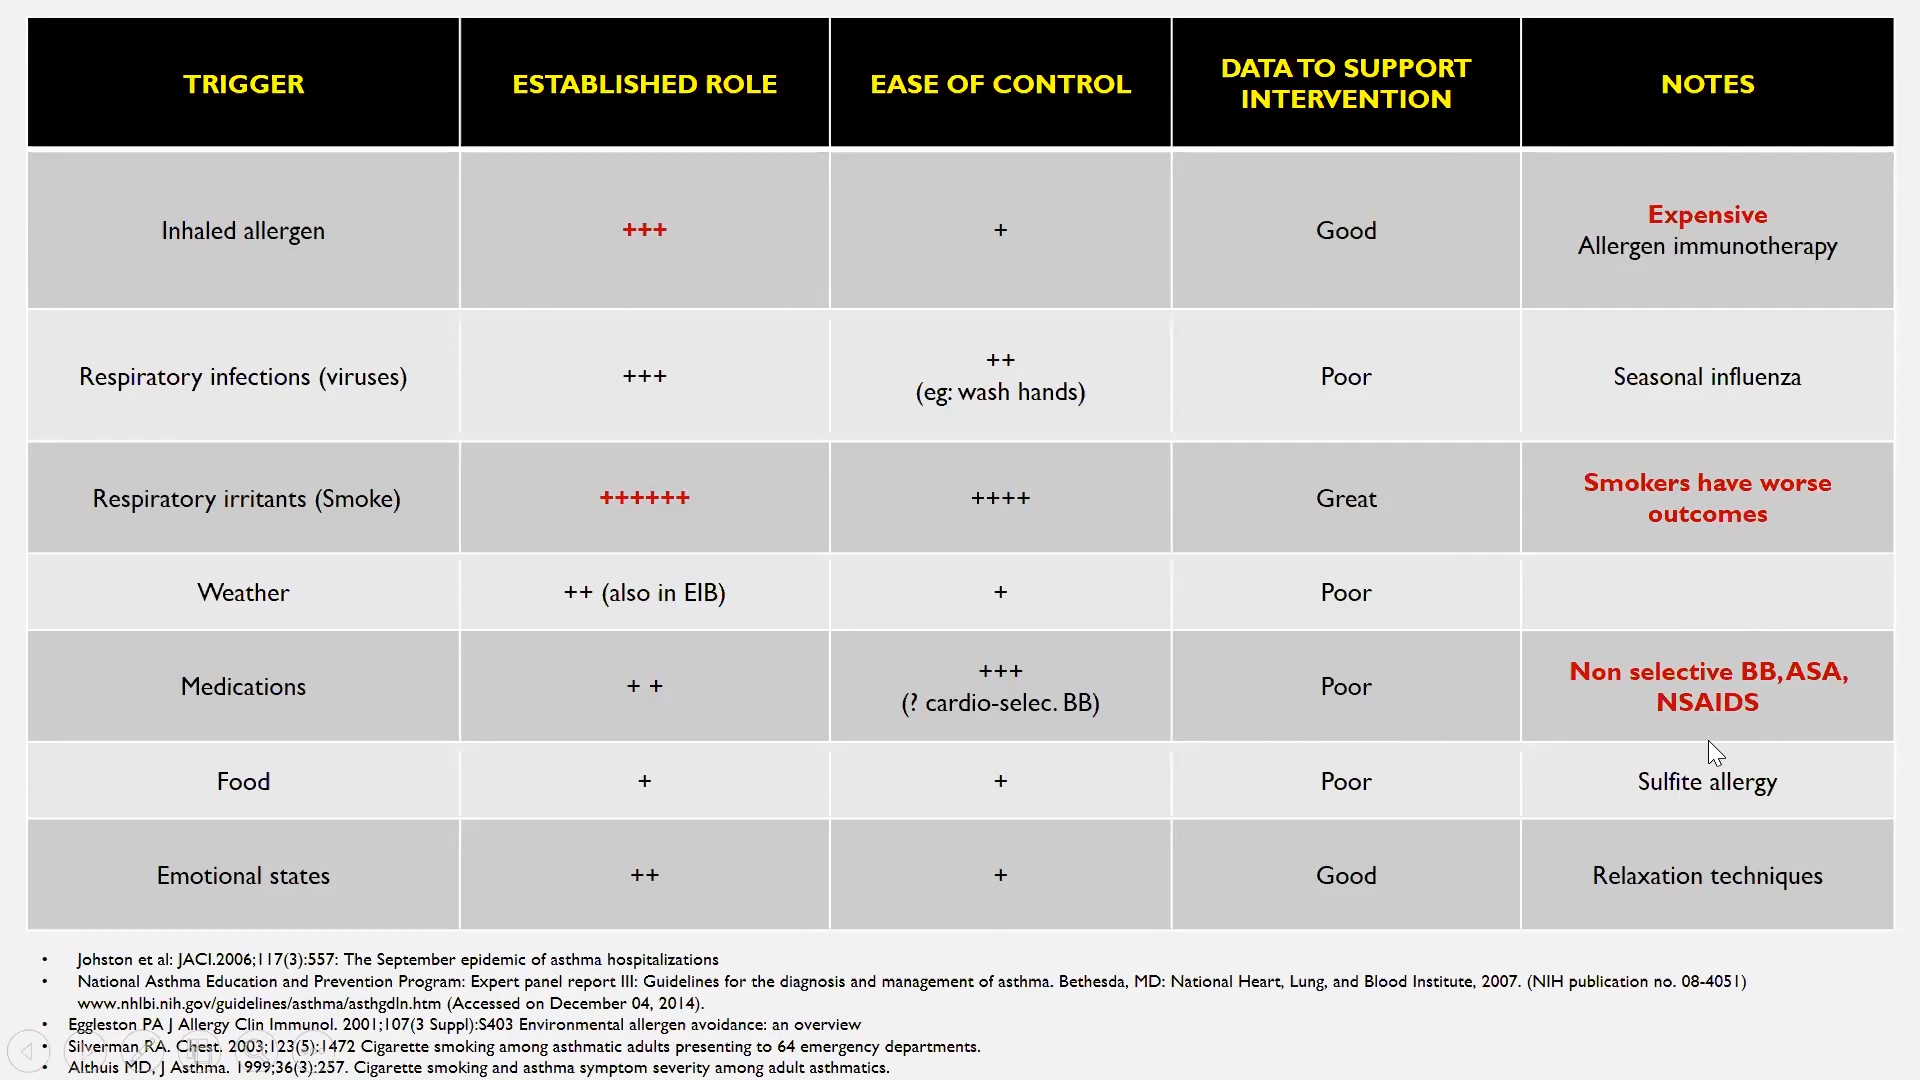 TRIGGER
ESTABLISHED ROLE
EASE OF CONTROL
DATA TO SUPPORT
INTERVENTION
NOTES
Inhaled allergen
+++
+
Good
Expensive
Allergen immunotherapy
Respiratory infections (viruses)
+++
++
(eg: wash hands)
Poor
Seasonal influenza
Respiratory irritants (Smoke)
++++++
++++
Great
Smokers have worse
outcomes
Weather
++ (also in EIB)
+
Poor
Medications
+ +
+++
(? cardio-selec. BB)
Poor
Non selective BB, ASA,
NSAIDS
Food
+
+
Poor
Sulfite allergy
Emotional states
++
+
Good
Relaxation techniques
• Johston et al: JACI.2006;117(3):557: The September epidemic of asthma hospitalizations
• National Asthma Education and Prevention Program: Expert panel report III: Guidelines for the diagnosis and management of asthma. Bethesda, MD: National Heart, Lung, and Blood Institute, 2007. (NIH publication no. 08-4051)
www.nhlbi.nih.gov/guidelines/asthma/asthgdln.htm (Accessed on December 04, 2014).
• Eggleston PA J Allergy Clin Immunol. 2001;107(3 Suppl):S403 Environmental allergen avoidance: an overview
• Silverman RA. Chest. 2003;123(5):1472 Cigarette smoking among asthmatic adults presenting to 64 emergency departments.
• Althuis MD, J Asthma. 1999;36(3):257. Cigarette smoking and asthma symptom severity among adult asthmatics.